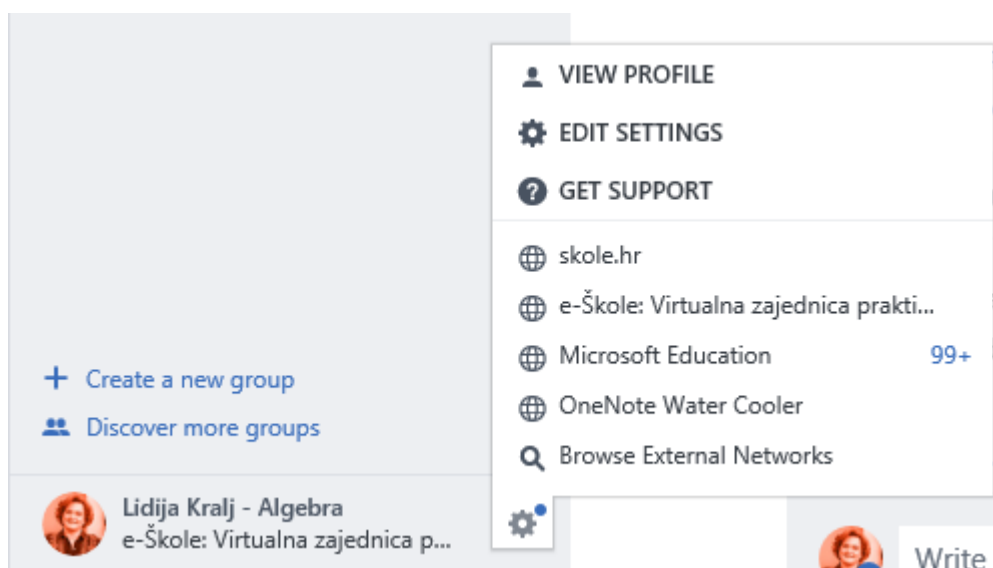 VIEW PROFILE
EDIT SETTINGS
GET SUPPORT
skole.hr
e-Škole: Virtualna zajednica prakti...
Microsoft Education 99+
OneNote Water Cooler
Browse External Networks
+ Create a new group
Discover more groups
Lidija Kralj - Algebra
e-Škole: Virtualna zajednica p...
Write